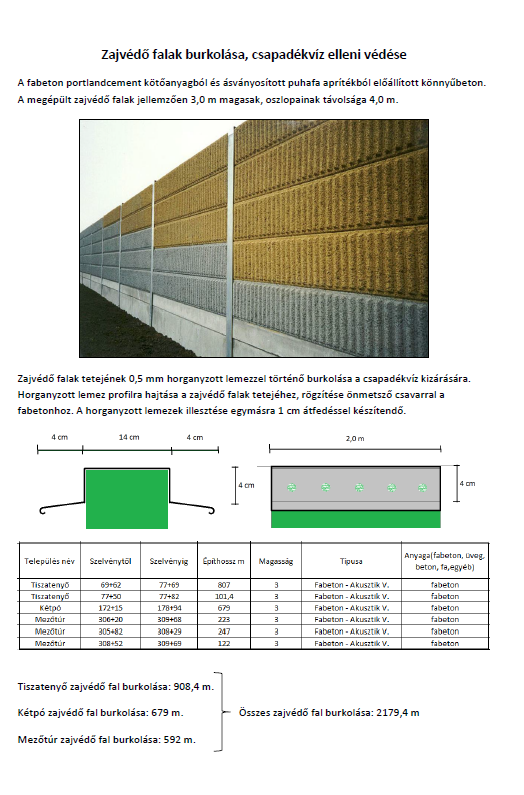 Zajvédő falak burkolása, csapadékvíz elleni védése
A fabeton portlandcement kötőanyagból és ásványosított puhafa aprítékból előállított könnyűbeton.
A megépült zajvédő falak jellemzően 3,0 m magasak, oszlopainak távolsága 4,0 m.
Zajvédő falak tetejének 0,5 mm horganyzott lemezzel történő burkolása a csapadékvíz kizárására.
Horganyzott lemez profilra hajtása a zajvédő falak tetejéhez, rögzítése önmetsző csavarral a
fabetonhoz. A horganyzott lemezek illesztése egymásra 1 cm átfedéssel készítendő.
4 cm 14 cm 4 cm 2,0 m
4 cm 4 cm
Település név Szelvénytől Szelvényig Építhossz m Magasság Tipusa Anyaga(fabeton, üveg, beton, fa,egyéb)
Tiszatenyő 69+62 77+69 807 3 Fabeton - Akusztik V. fabeton
Tiszatenyő 77+50 77+82 101,4 3 Fabeton - Akusztik V. fabeton
Kétpó 172+15 178+94 679 3 Fabeton - Akusztik V. fabeton
Mezőtúr 306+20 309+68 223 3 Fabeton - Akusztik V. fabeton
Mezőtúr 305+82 308+29 247 3 Fabeton - Akusztik V. fabeton
Mezőtúr 308+52 309+69 122 3 Fabeton - Akusztik V. fabeton
Tiszatenyő zajvédő fal burkolása: 908,4 m.
Kétpó zajvédő fal burkolása: 679 m.
Összes zajvédő fal burkolása: 2179,4 m
Mezőtúr zajvédő fal burkolása: 592 m.